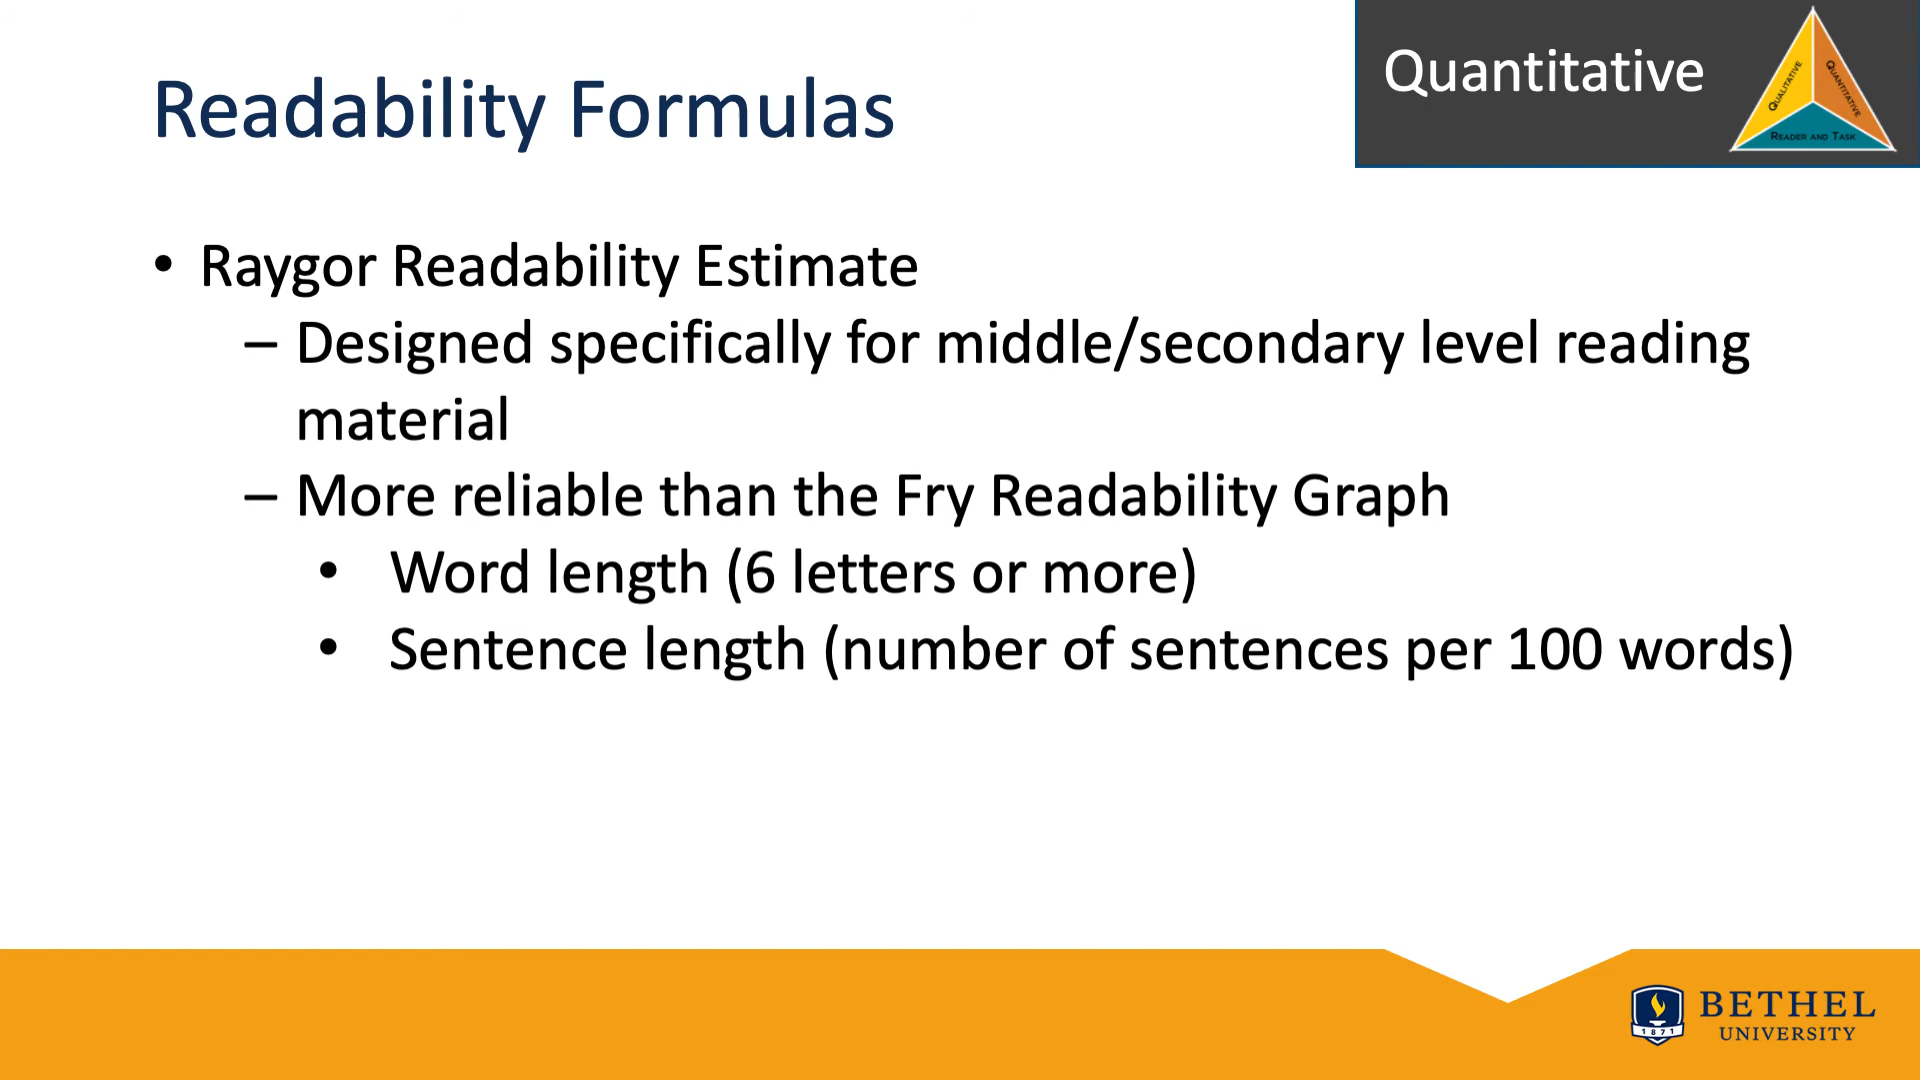 Quantitative
QUALITATIVE
QUANTITATIVE
READER AND TASK
Readability Formulas
• Raygor Readability Estimate
– Designed specifically for middle/secondary level reading
material
– More reliable than the Fry Readability Graph
• Word length (6 letters or more)
• Sentence length (number of sentences per 100 words)
1871
BETHEL
UNIVERSITY